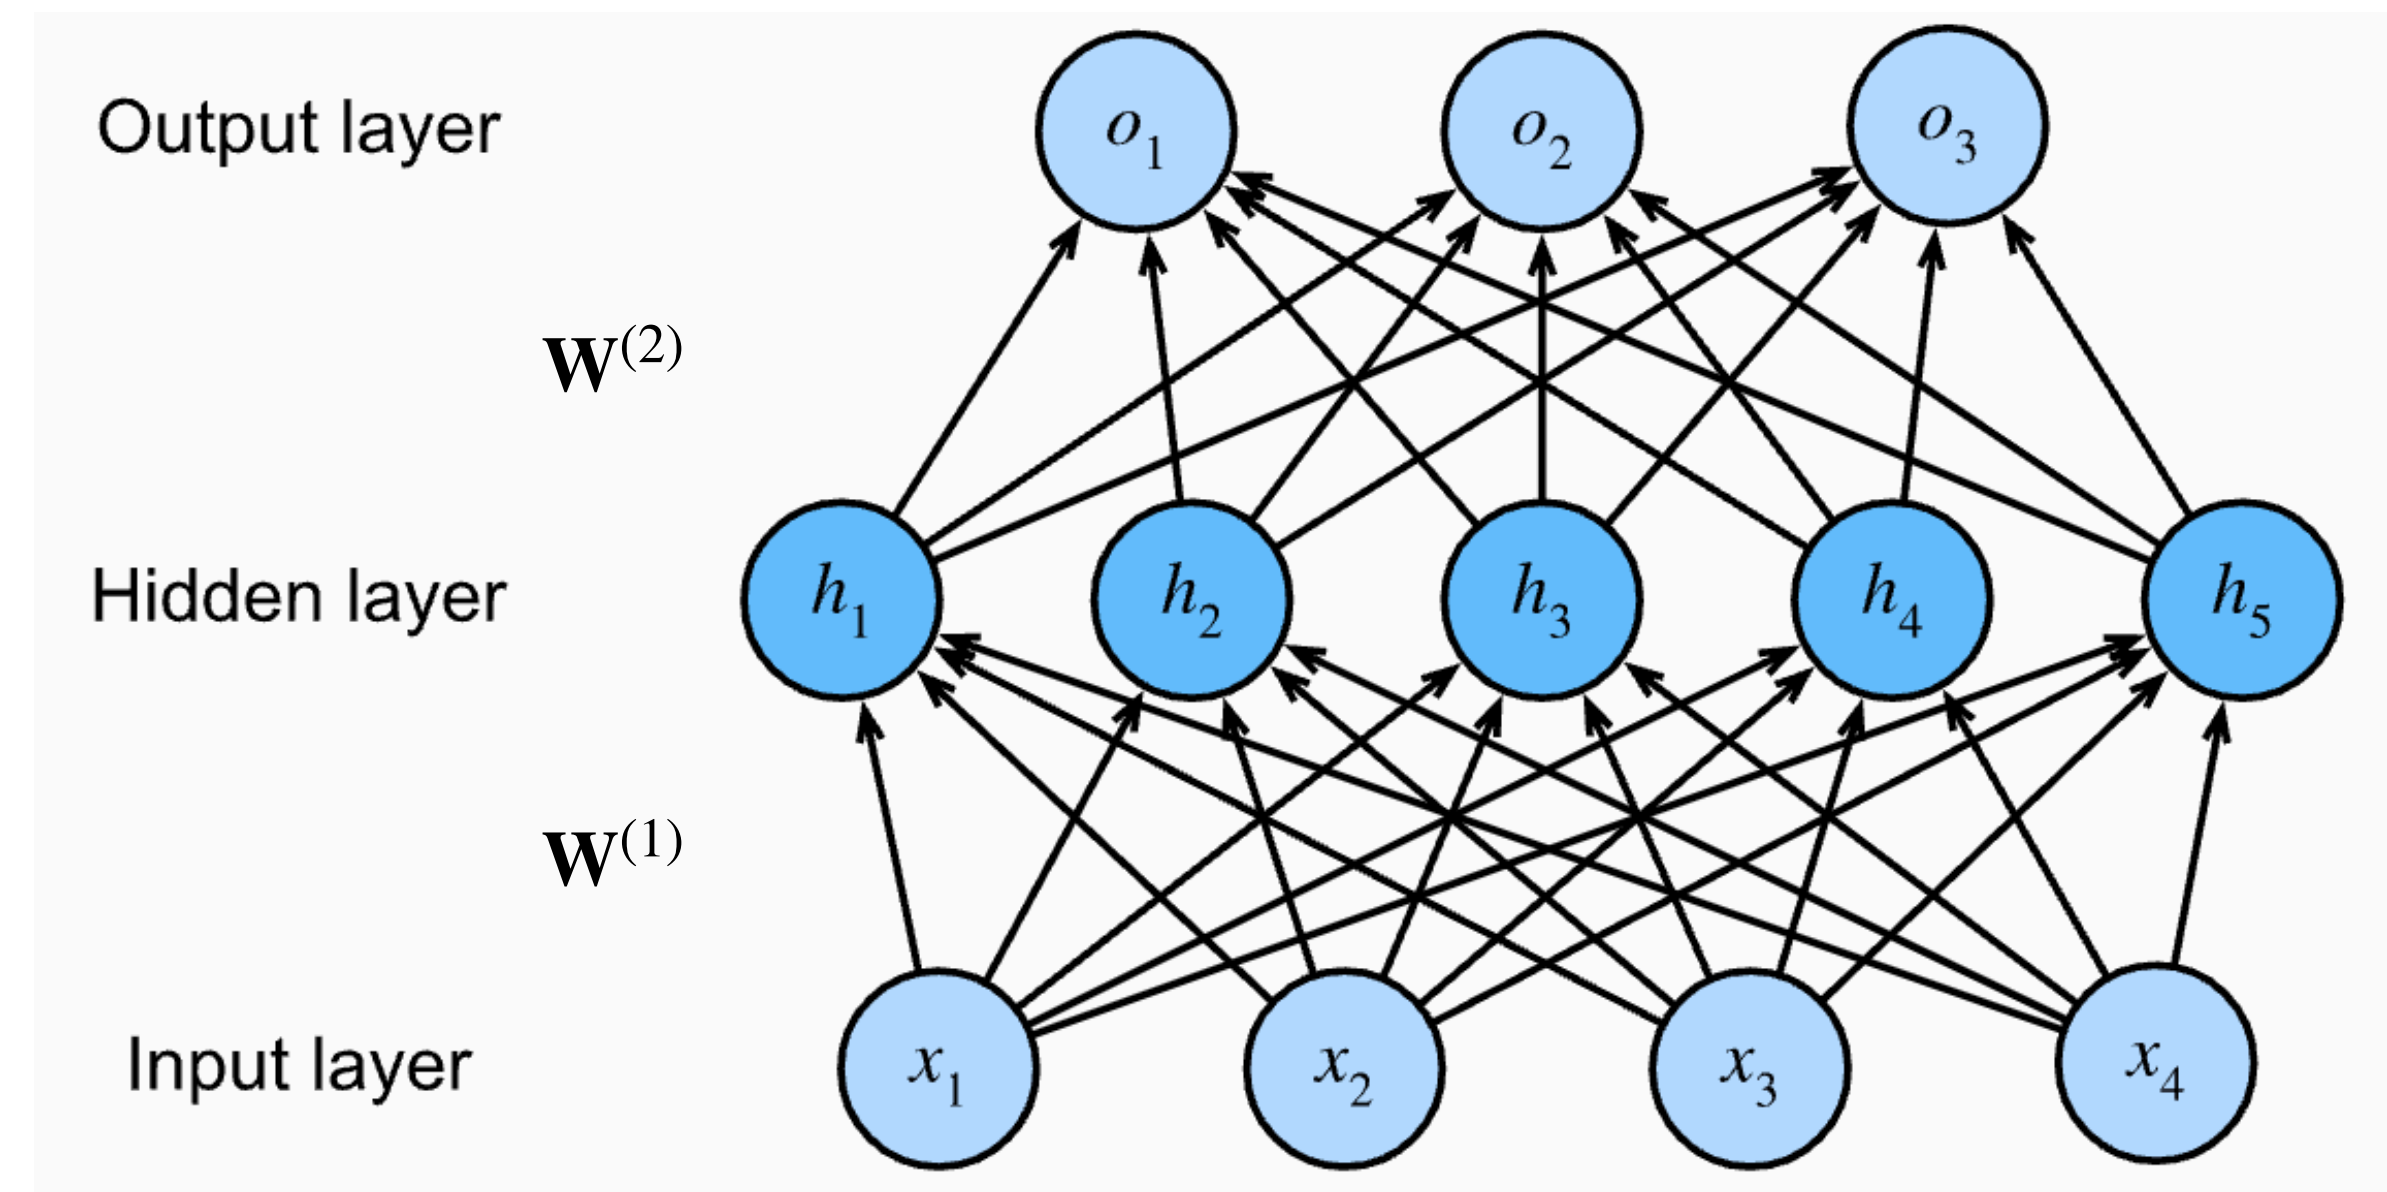 Output layer
o1 o2 o3
W(2)
Hidden layer
h1 h2 h3 h4 h5
W(1)
Input layer
x1 x2 x3 x4